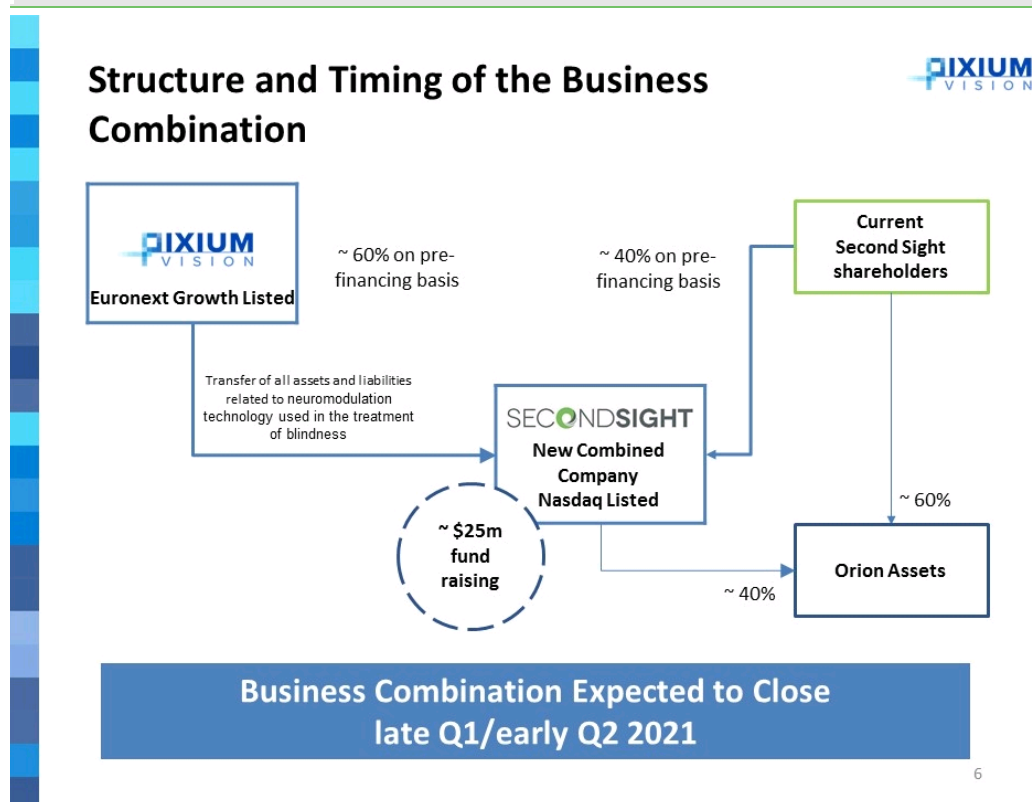 Structure and Timing of the Business
Combination
PIXIUM
VISION
PIXIUM
VISION
Euronext Growth Listed
~ 60% on pre-
financing basis
~ 40% on pre-
financing basis
Current
Second Sight
shareholders
Transfer of all assets and liabilities
related to neuromodulation
technology used in the treatment
of blindness
SECONDSIGHT
New Combined
Company
Nasdaq Listed
~ $25m
fund
raising
~ 60%
~ 40%
Orion Assets
Business Combination Expected to Close
late Q1/early Q2 2021
6